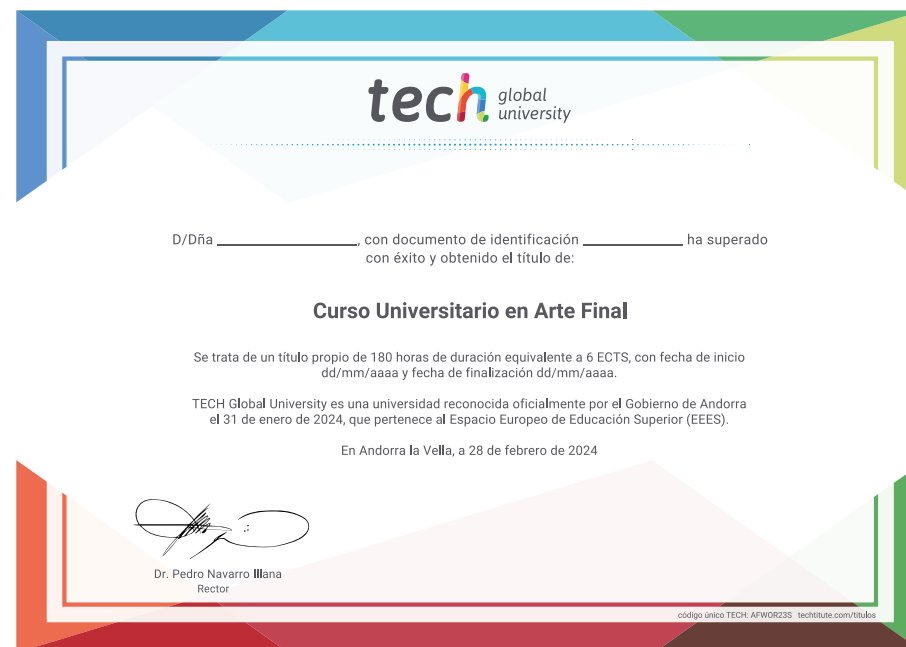 tech global
university
D/Dña ____________________, con documento de identificación ______________ ha superado
con éxito y obtenido el título de:
Curso Universitario en Arte Final
Se trata de un título propio de 180 horas de duración equivalente a 6 ECTS, con fecha de inicio
dd/mm/aaaa y fecha de finalización dd/mm/aaaa.
TECH Global University es una universidad reconocida oficialmente por el Gobierno de Andorra
el 31 de enero de 2024, que pertenece al Espacio Europeo de Educación Superior (EEES).
En Andorra la Vella, a 28 de febrero de 2024
Dr. Pedro Navarro Illana
Rector
código único TECH: AFWOR23S techtitute.com/titulos